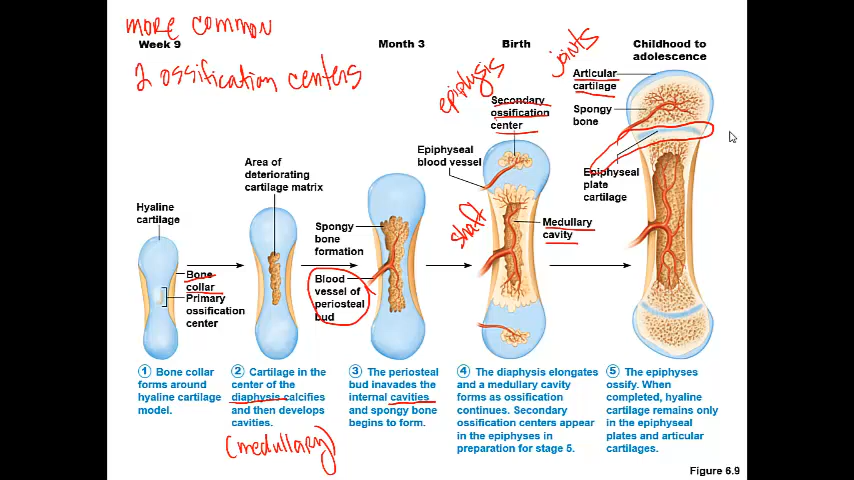 more common
Week 9
Month 3
Birth
Childhood to
adolescence
2 ossification centers
epiphysis
joints
Articular
cartilage
Secondary
ossification
center
Spongy
bone
Epiphyseal
blood vessel
Epiphyseal
plate
cartilage
Area of
deteriorating
cartilage matrix
Hyaline
cartilage
Spongy
bone
formation
shaft
Medullary
cavity
Bone
collar
Primary
ossification
center
Blood
vessel of
periosteal
bud
1 Bone collar
forms around
hyaline cartilage
model.
2 Cartilage in the
center of the
diaphysis calcifies
and then develops
cavities.
(medullary)
3 The periosteal
bud inavades the
internal cavities
and spongy bone
begins to form.
4 The diaphysis elongates
and a medullary cavity
forms as ossification
continues. Secondary
ossification centers appear
in the epiphyses in
preparation for stage 5.
5 The epiphyses
ossify. When
completed, hyaline
cartilage remains only
in the epiphyseal
plates and articular
cartilages.
Figure 6.9